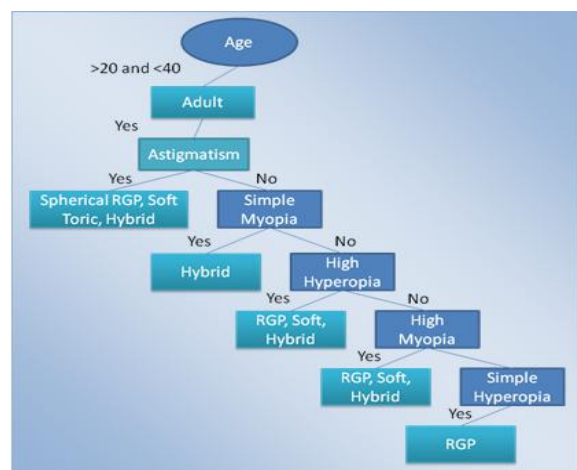 Age
>20 and <40
Adult
Yes
Astigmatism
Yes
No
Spherical RGP, Soft
Toric, Hybrid
Simple
Myopia
Yes
No
Hybrid
High
Hyperopia
Yes
No
RGP, Soft,
Hybrid
High
Myopia
Yes
RGP, Soft,
Hybrid
Simple
Hyperopia
Yes
RGP